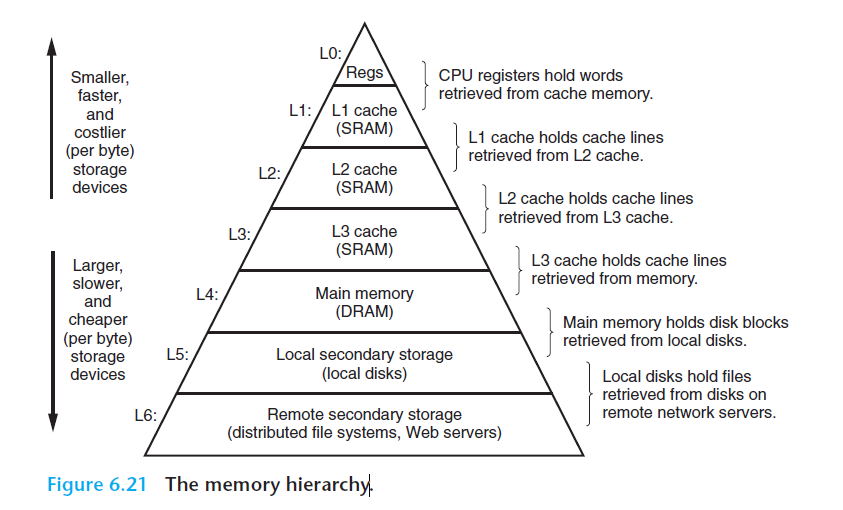 L0:
Regs
CPU registers hold words
retrieved from cache memory.
Smaller,
faster,
and
costlier
(per byte)
storage
devices
L1:
L1 cache
(SRAM)
L1 cache holds cache lines
retrieved from L2 cache.
L2:
L2 cache
(SRAM)
L2 cache holds cache lines
retrieved from L3 cache.
L3:
L3 cache
(SRAM)
L3 cache holds cache lines
retrieved from memory.
Larger,
slower,
and
cheaper
(per byte)
storage
devices
L4:
Main memory
(DRAM)
Main memory holds disk blocks
retrieved from local disks.
L5:
Local secondary storage
(local disks)
Local disks hold files
retrieved from disks on
remote network servers.
L6:
Remote secondary storage
(distributed file systems, Web servers)
Figure 6.21 The memory hierarchy.